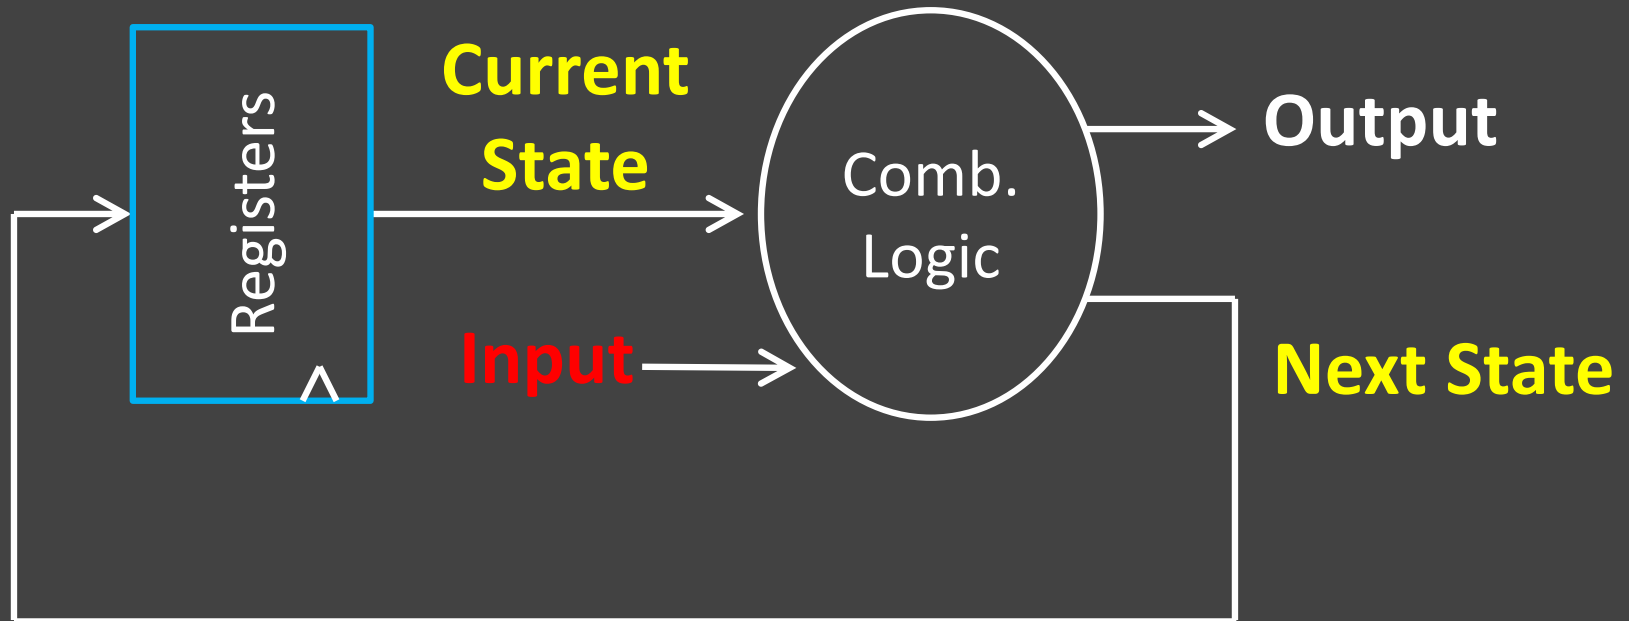 Registers
Current
State
Input
Comb.
Logic
Output
Next State